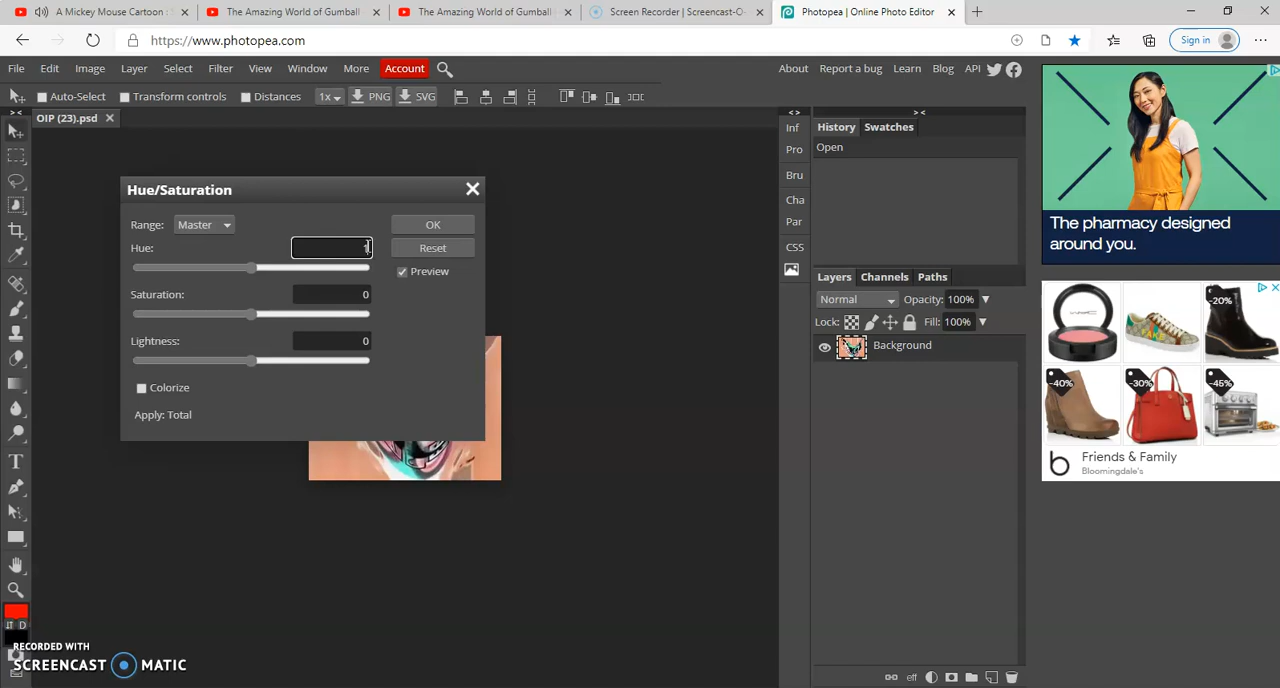 A Mickey Mouse Cartoon :
The Amazing World of Gumball
The Amazing World of Gumball
Screen Recorder | Screencast-O-
Photopea | Online Photo Editor
https://www.photopea.com
Sign in
File Edit Image Layer Select Filter View Window More Account
About Report a bug Learn Blog API
Auto-Select Transform controls Distances 1x PNG SVG
OIP (23).psd
Hue/Saturation
Range: Master OK
Hue: Reset
Preview
Saturation: 0
Lightness: 0
Colorize
Apply: Total
Inf
Pro
Bru
Cha
Par
CSS
History Swatches
Open
Layers Channels Paths
Normal Opacity: 100%
Lock: Fill: 100%
Background
eff
The pharmacy designed
around you.
-20%
FAKE
-40% -30% -45%
Friends & Family
Bloomingdale's
D
RECORDED WITH
SCREENCAST MATIC